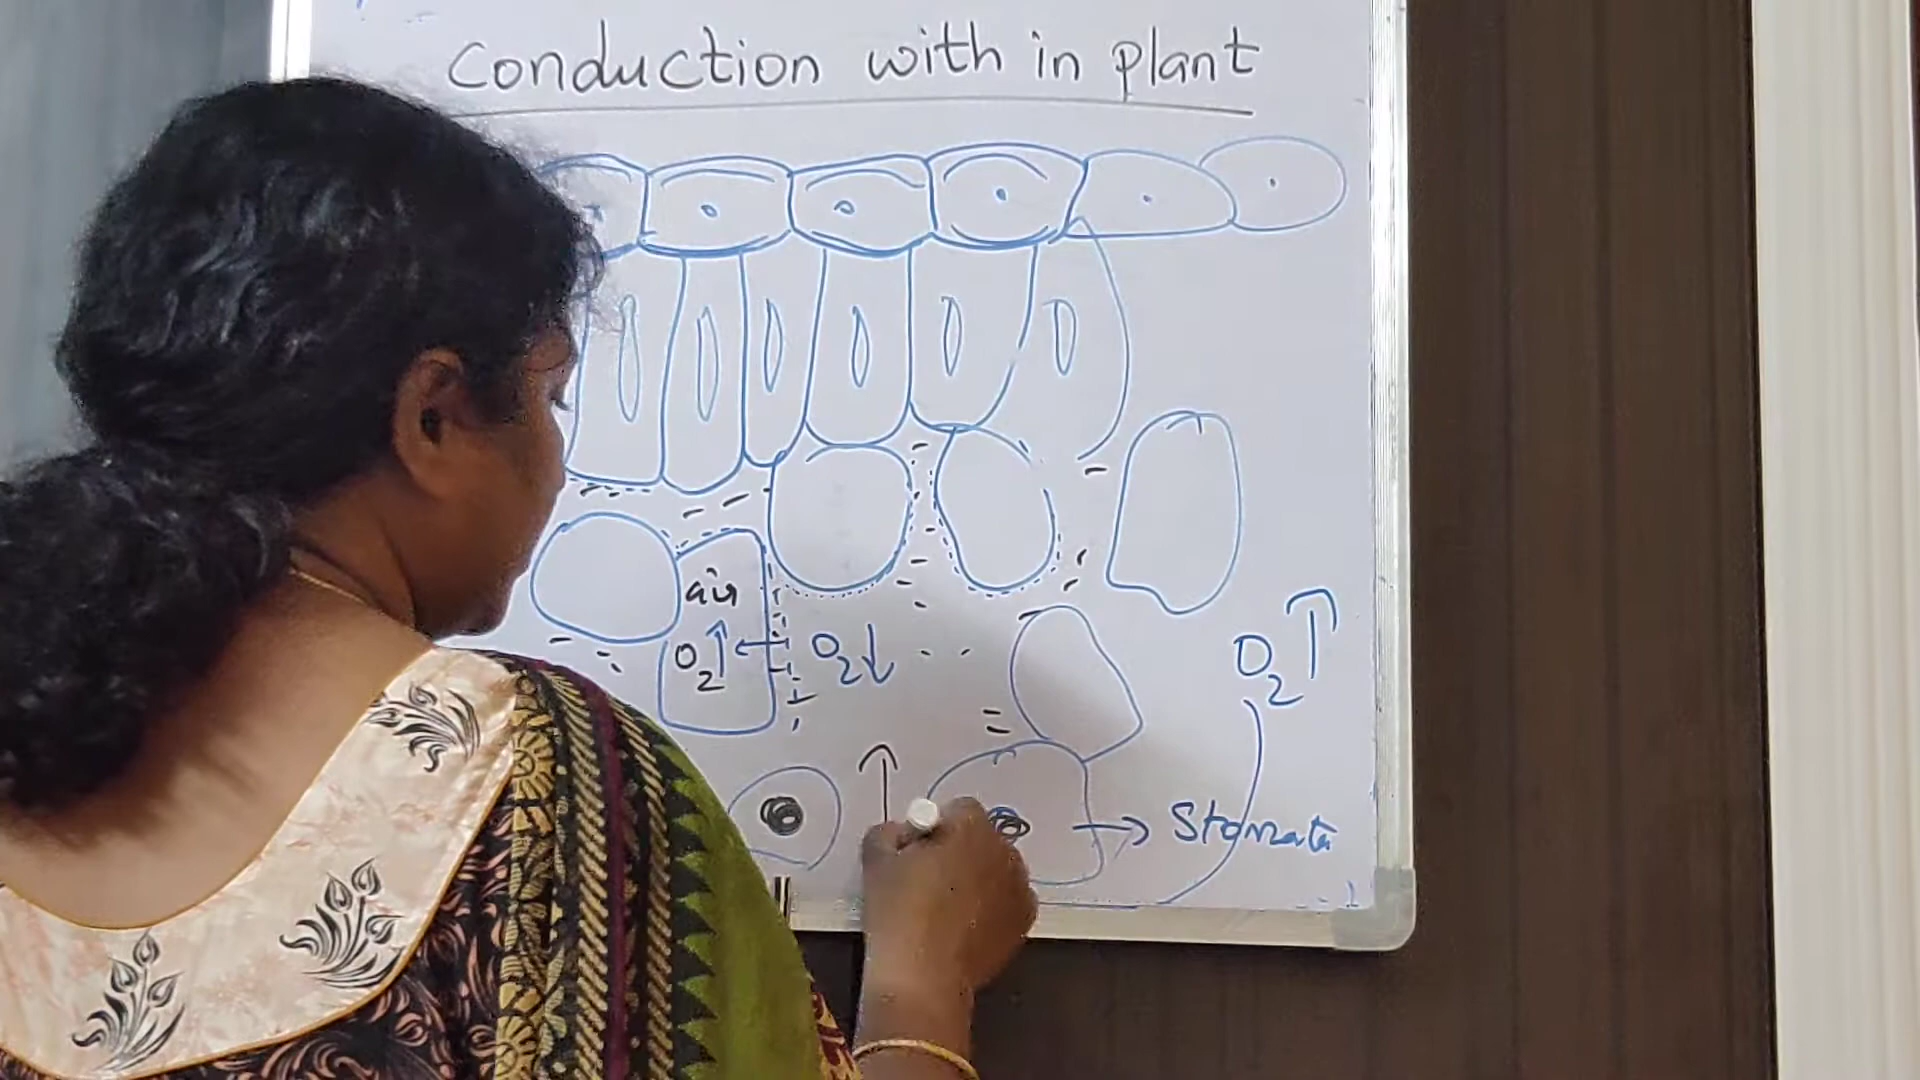 Conduction with in plant
air
O₂↑ ← O₂↓
O₂↑
→ Stomata